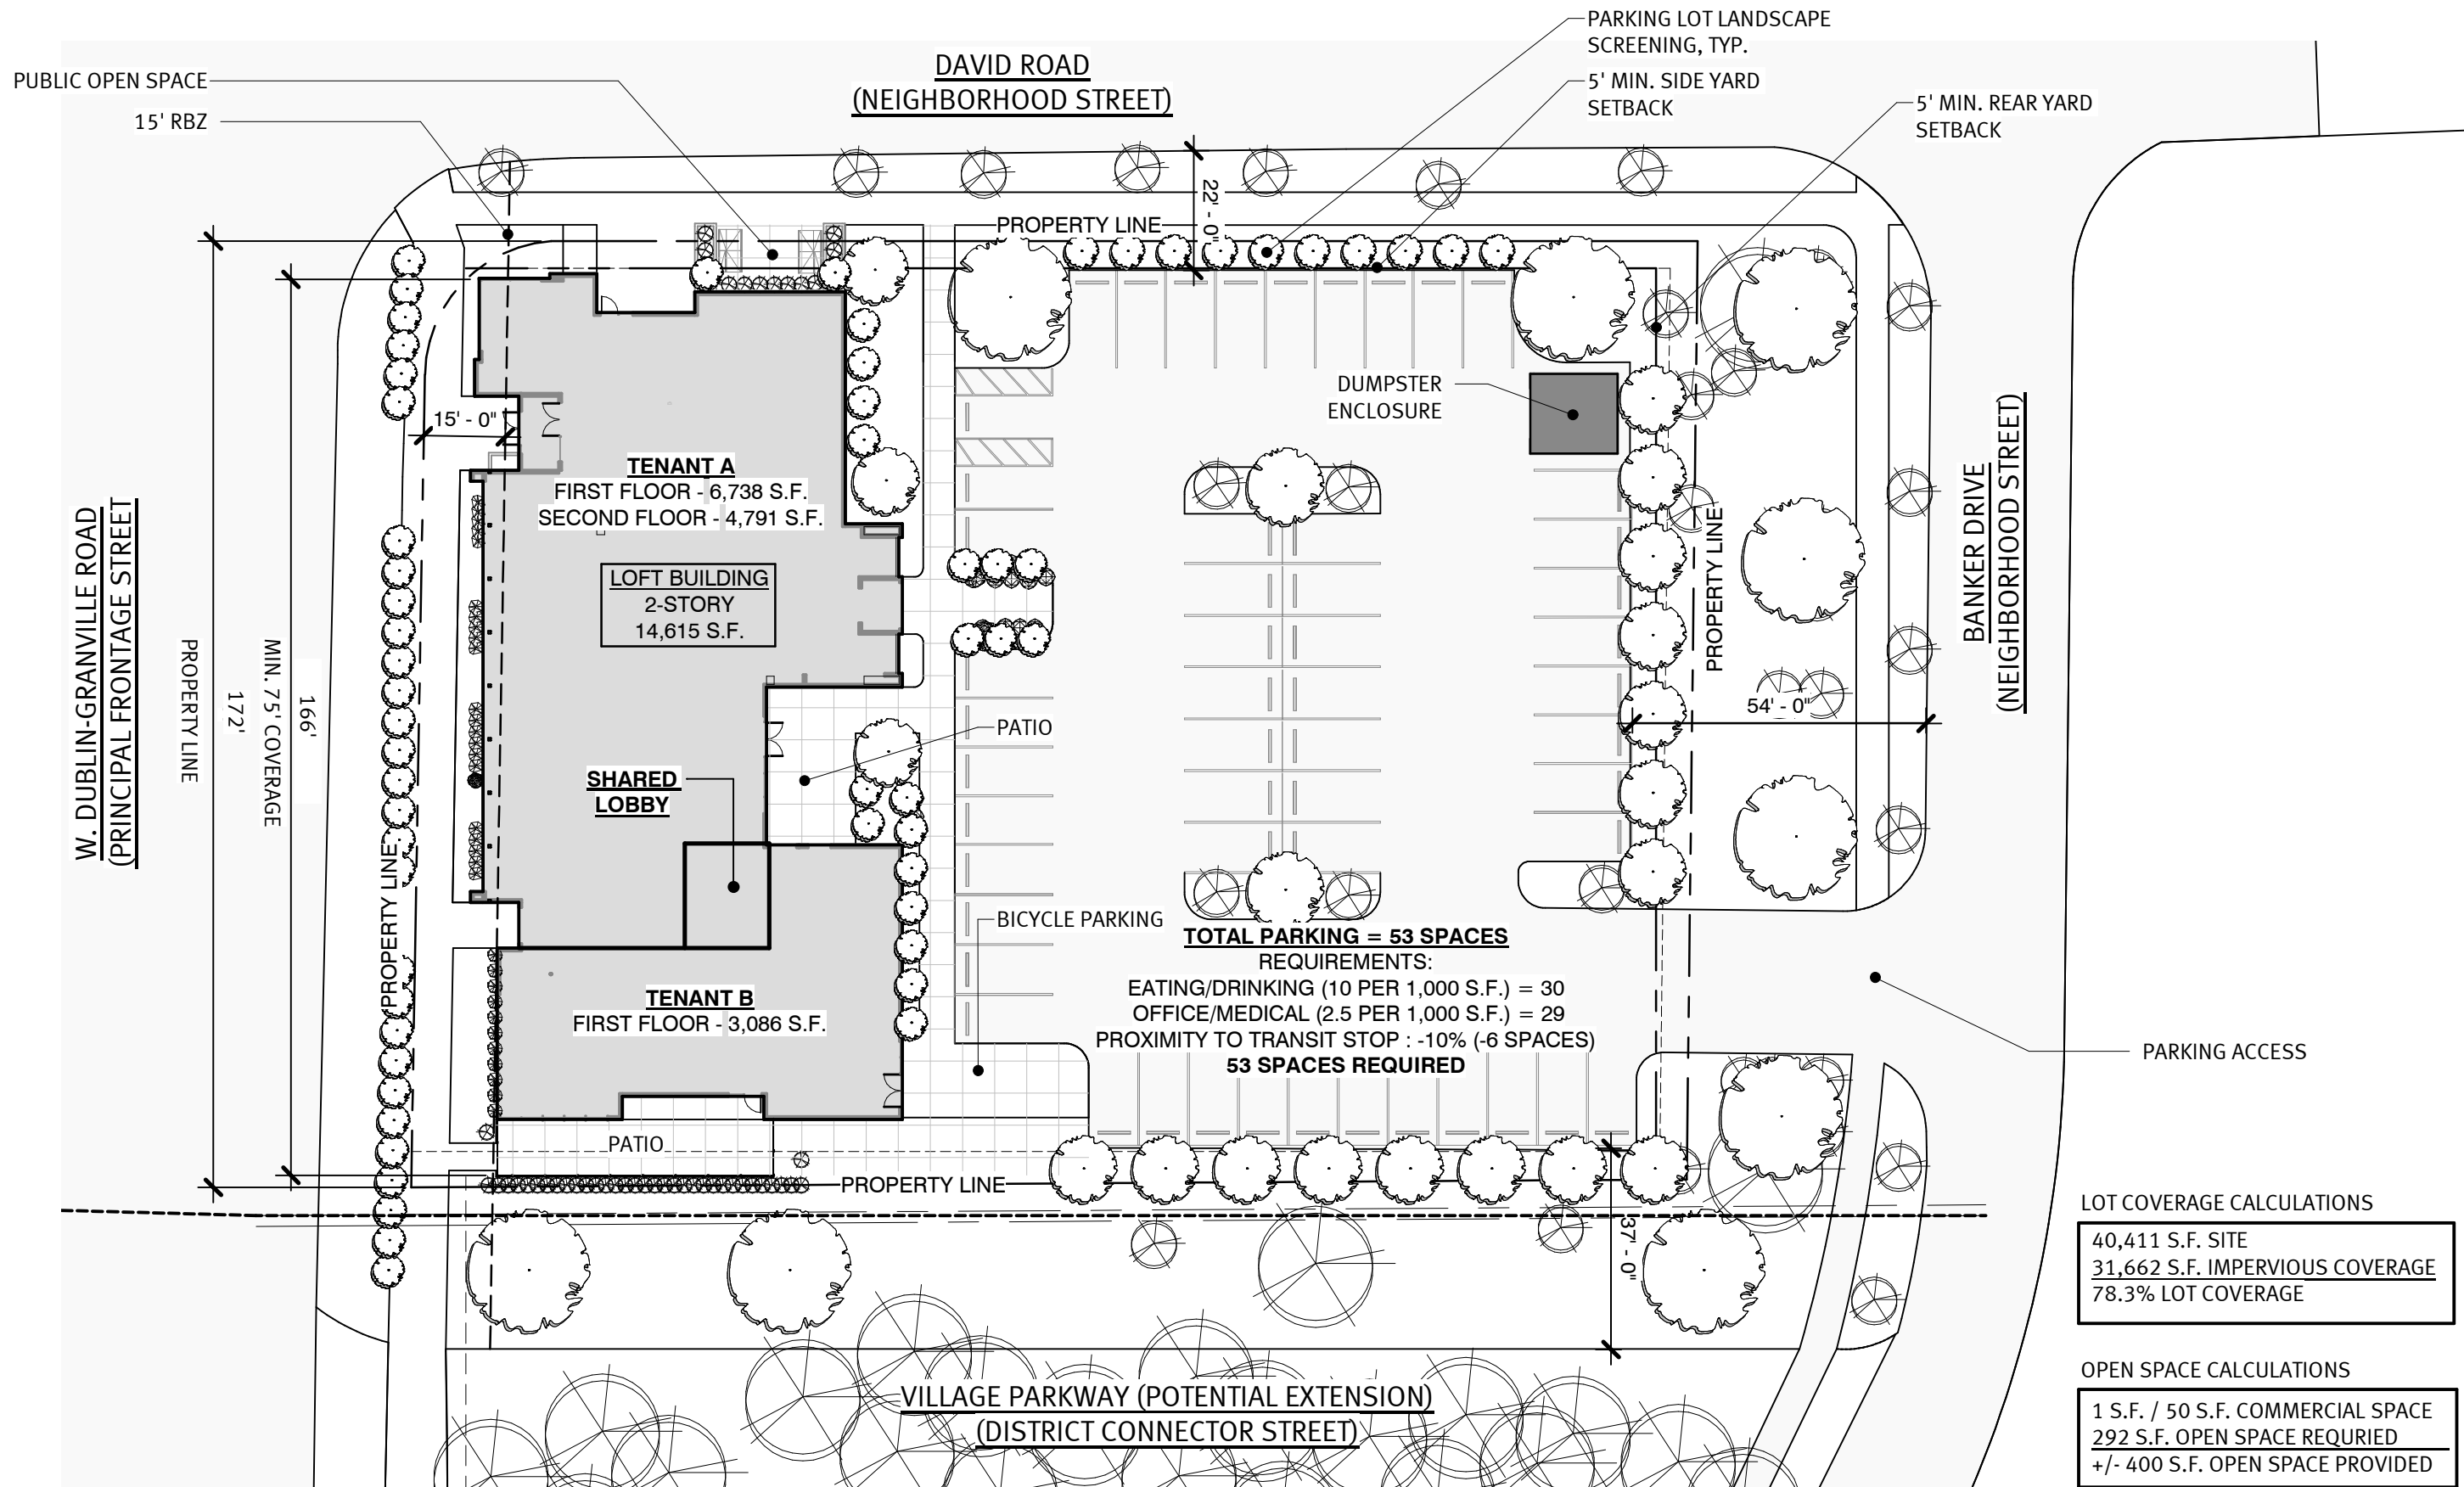 PARKING LOT LANDSCAPE
SCREENING, TYP.
DAVID ROAD
(NEIGHBORHOOD STREET)
PUBLIC OPEN SPACE
5' MIN. SIDE YARD
SETBACK
5' MIN. REAR YARD
SETBACK
15' RBZ
22' - 0"
PROPERTY LINE
DUMPSTER
ENCLOSURE
15' - 0"
TENANT A
FIRST FLOOR - 6,738 S.F.
SECOND FLOOR - 4,791 S.F.
LOFT BUILDING
2-STORY
14,615 S.F.
W. DUBLIN-GRANVILLE ROAD
(PRINCIPAL FRONTAGE STREET
PROPERTY LINE
172'
MIN. 75' COVERAGE
166'
PROPERTY LINE
PROPERTY LINE
BANKER DRIVE
(NEIGHBORHOOD STREET)
54' - 0"
PATIO
SHARED
LOBBY
BICYCLE PARKING
TOTAL PARKING = 53 SPACES
REQUIREMENTS:
EATING/DRINKING (10 PER 1,000 S.F.) = 30
OFFICE/MEDICAL (2.5 PER 1,000 S.F.) = 29
PROXIMITY TO TRANSIT STOP : -10% (-6 SPACES)
53 SPACES REQUIRED
TENANT B
FIRST FLOOR - 3,086 S.F.
PARKING ACCESS
PATIO
PROPERTY LINE
37' - 0"
LOT COVERAGE CALCULATIONS
40,411 S.F. SITE
31,662 S.F. IMPERVIOUS COVERAGE
78.3% LOT COVERAGE
VILLAGE PARKWAY (POTENTIAL EXTENSION)
(DISTRICT CONNECTOR STREET)
OPEN SPACE CALCULATIONS
1 S.F. / 50 S.F. COMMERCIAL SPACE
292 S.F. OPEN SPACE REQURIED
+/- 400 S.F. OPEN SPACE PROVIDED